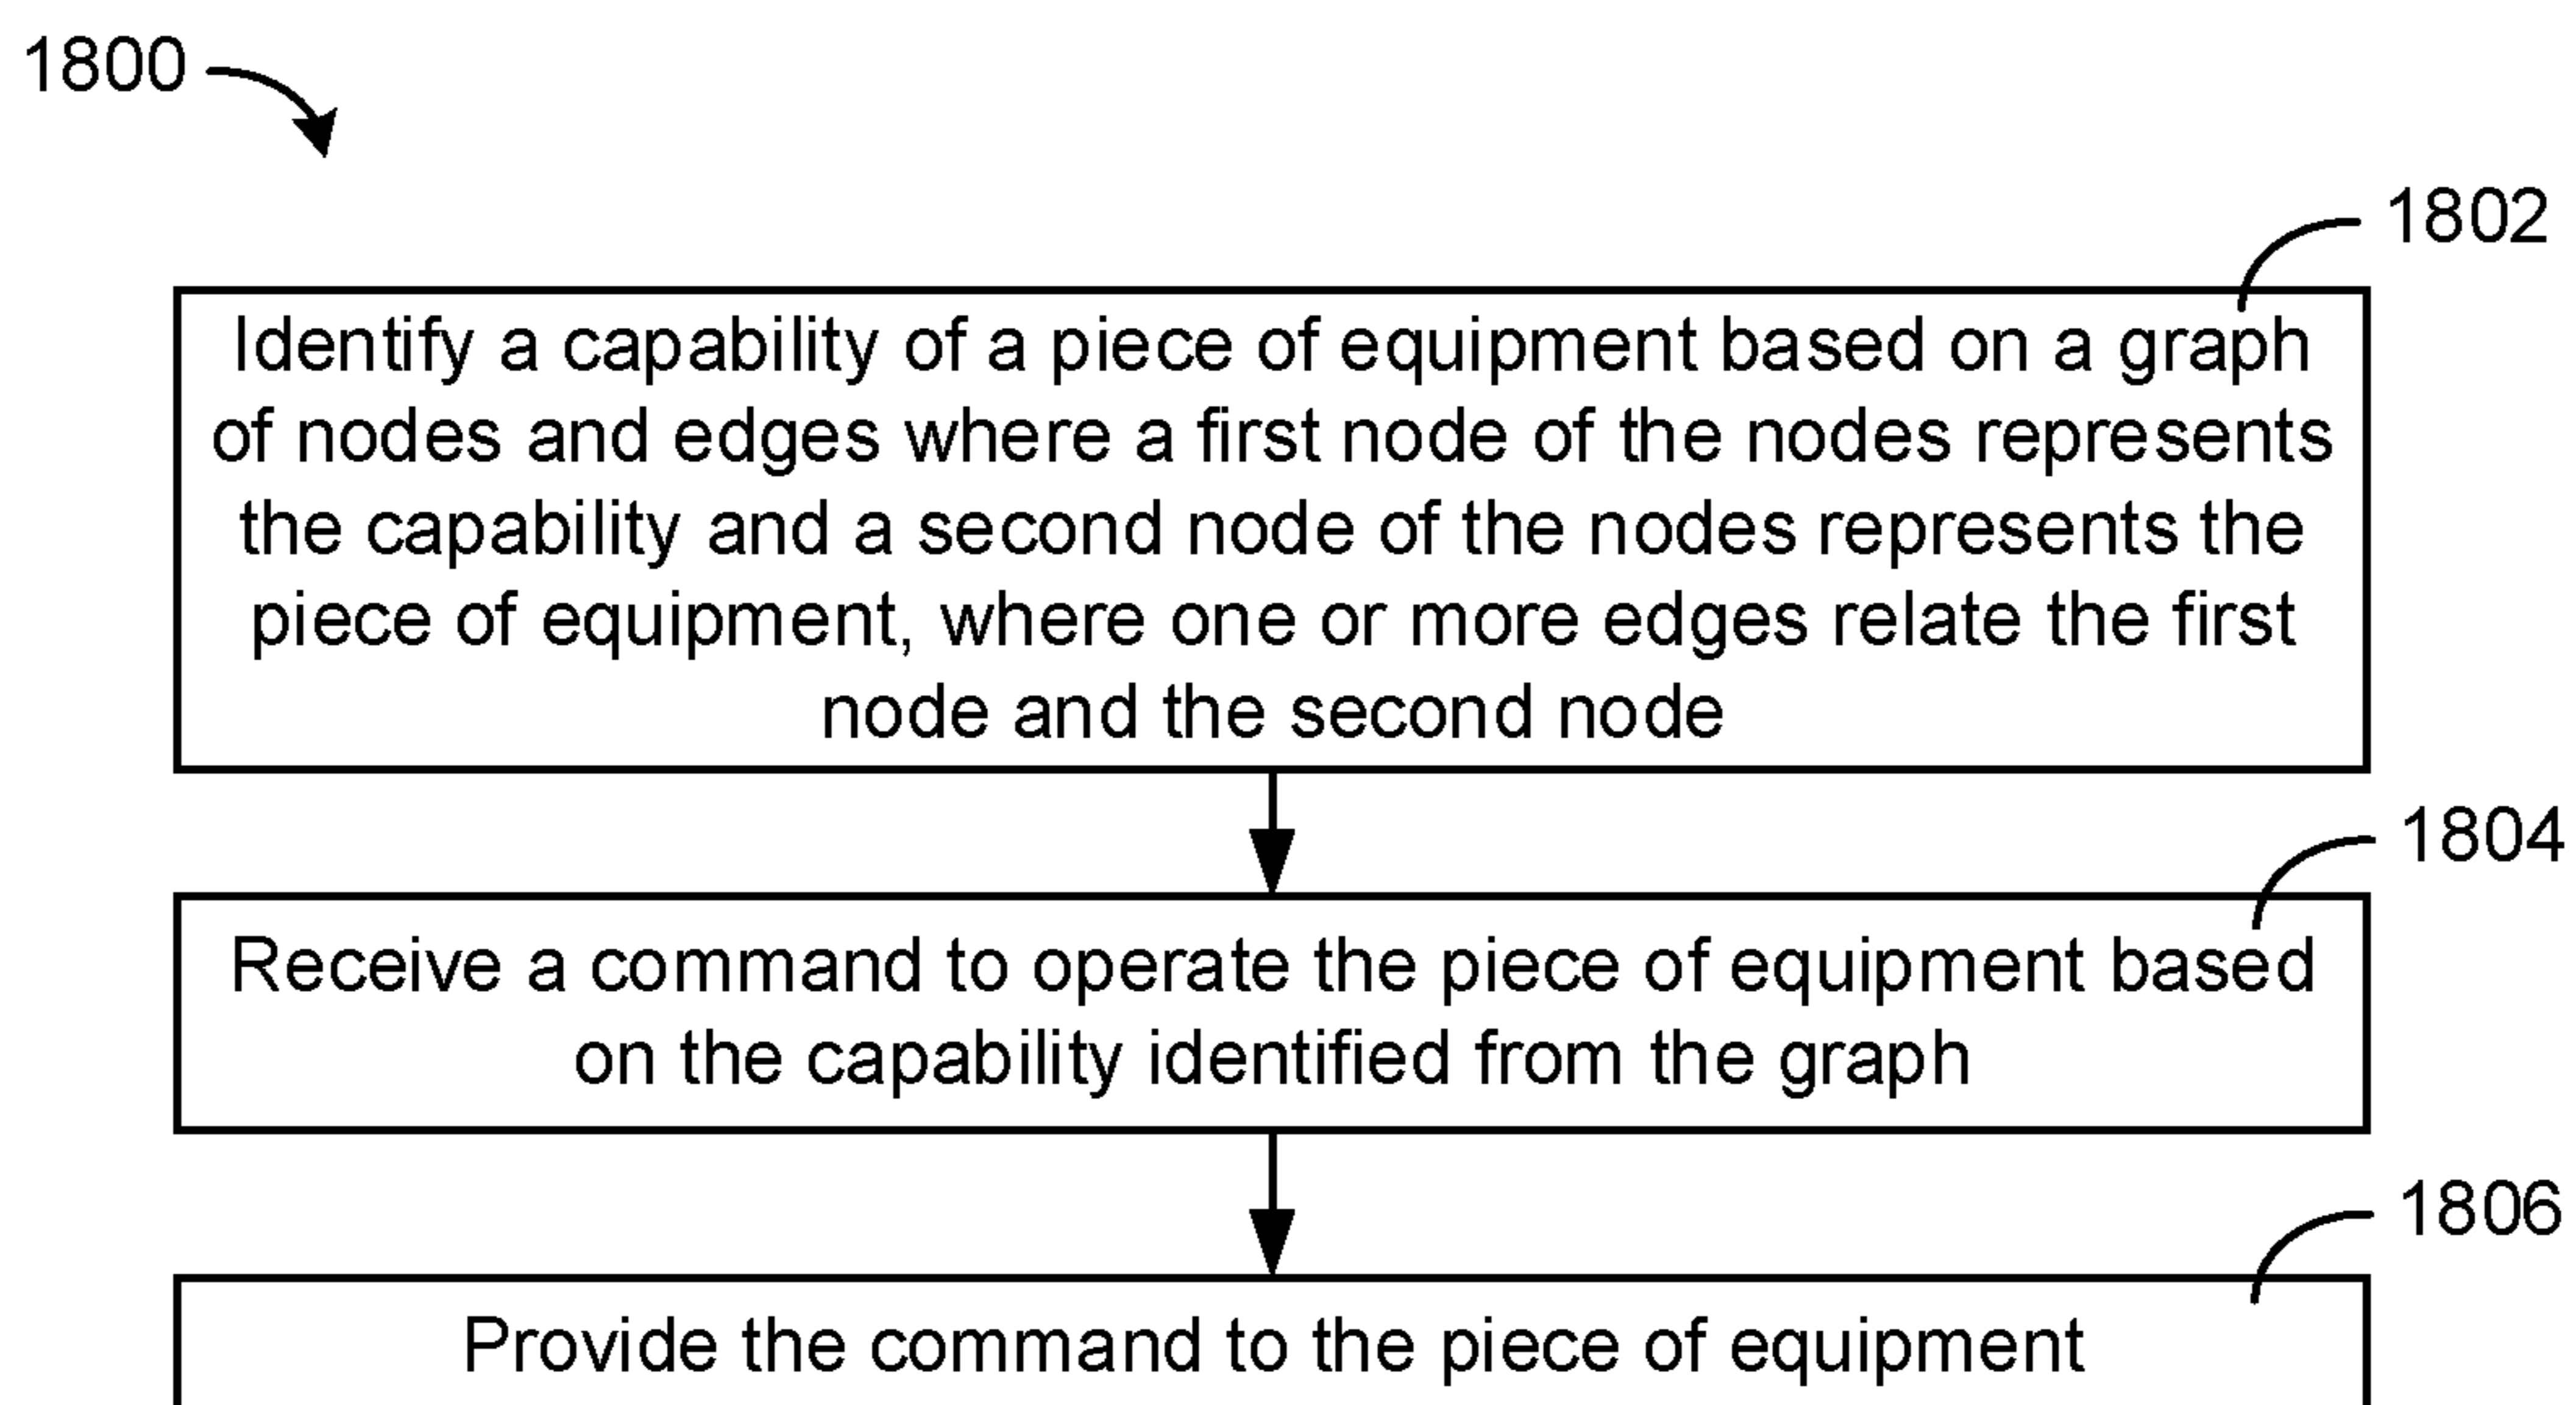 1800
1802
Identify a capability of a piece of equipment based on a graph
of nodes and edges where a first node of the nodes represents
the capability and a second node of the nodes represents the
piece of equipment, where one or more edges relate the first
node and the second node
1804
Receive a command to operate the piece of equipment based
on the capability identified from the graph
1806
Provide the command to the piece of equipment